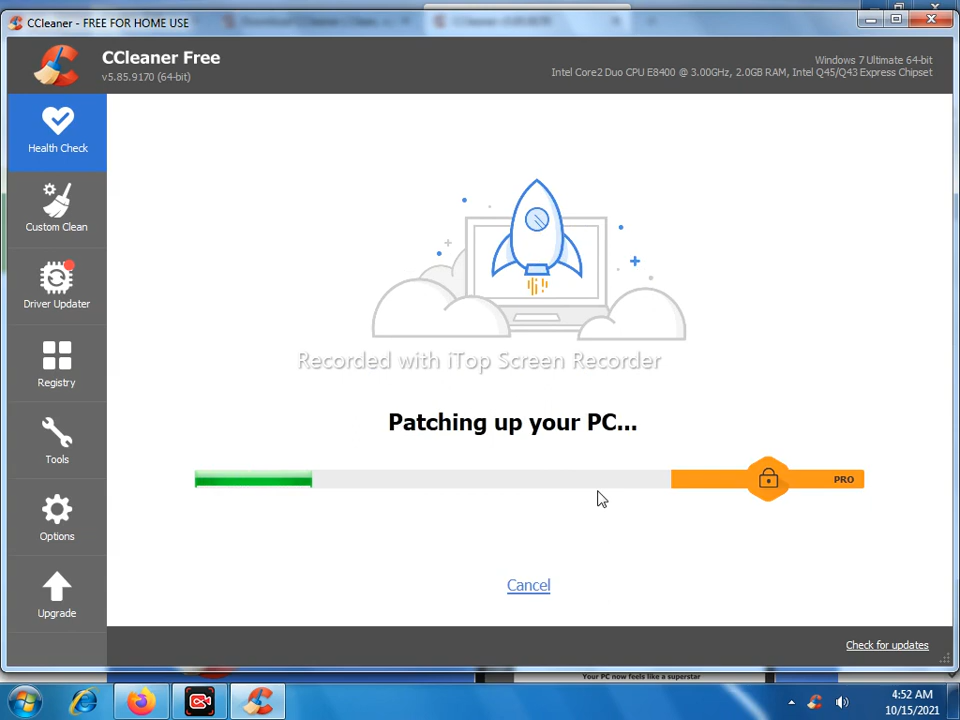 CCleaner - FREE FOR HOME USE
CCleaner Free
v5.85.9170 (64-bit)
Windows 7 Ultimate 64-bit
Intel Core2 Duo CPU E8400 @ 3.00GHz, 2.0GB RAM, Intel Q45/Q43 Express Chipset
Health Check
Custom Clean
Driver Updater
Registry
Tools
Options
Upgrade
Recorded with iTop Screen Recorder
Patching up your PC...
PRO
Cancel
Check for updates
Your PC now feels like a superstar
4:52 AM
10/15/2021